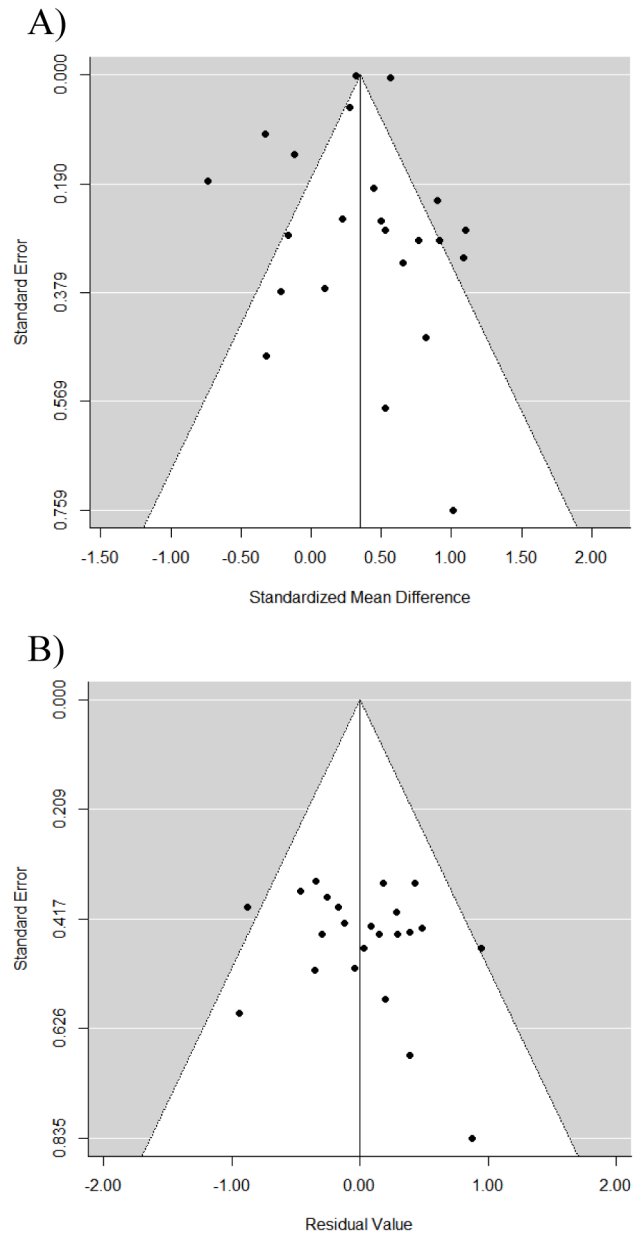 A)
0.000
0.190
0.379
0.569
0.759
Standard Error
-1.50 -1.00 -0.50 0.00 0.50 1.00 1.50 2.00
Standardized Mean Difference
B)
0.000
0.209
0.417
0.626
0.835
Standard Error
-2.00 -1.00 0.00 1.00 2.00
Residual Value